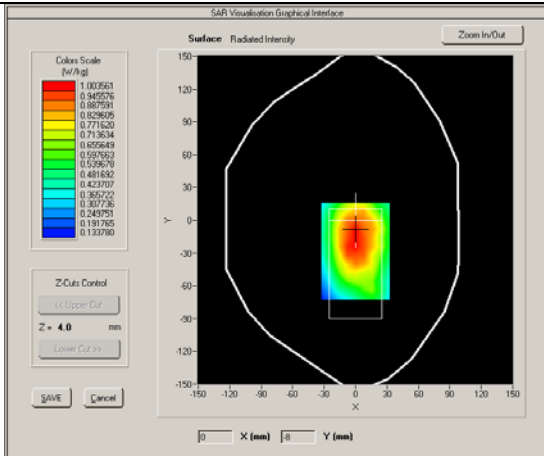 SAR Visualisation Graphical Interface
Surface Radiated Intensity
Zoom In/Out
Colors Scale
(W/kg)
1.003561
0.945576
0.887591
0.829605
0.771620
0.713634
0.655649
0.597663
0.539678
0.481692
0.423707
0.365722
0.307736
0.249751
0.191765
0.133780
Z-Cuts Control
<< Upper Cut
Z = 4.0 mm
Lower Cut >>
SAVE Cancel
Y
150
120
90
60
30
0
-30
-60
-90
-120
-150
-150 -120 -90 -60 -30 0 30 60 90 120 150
X
0 X (mm) -8 Y (mm)